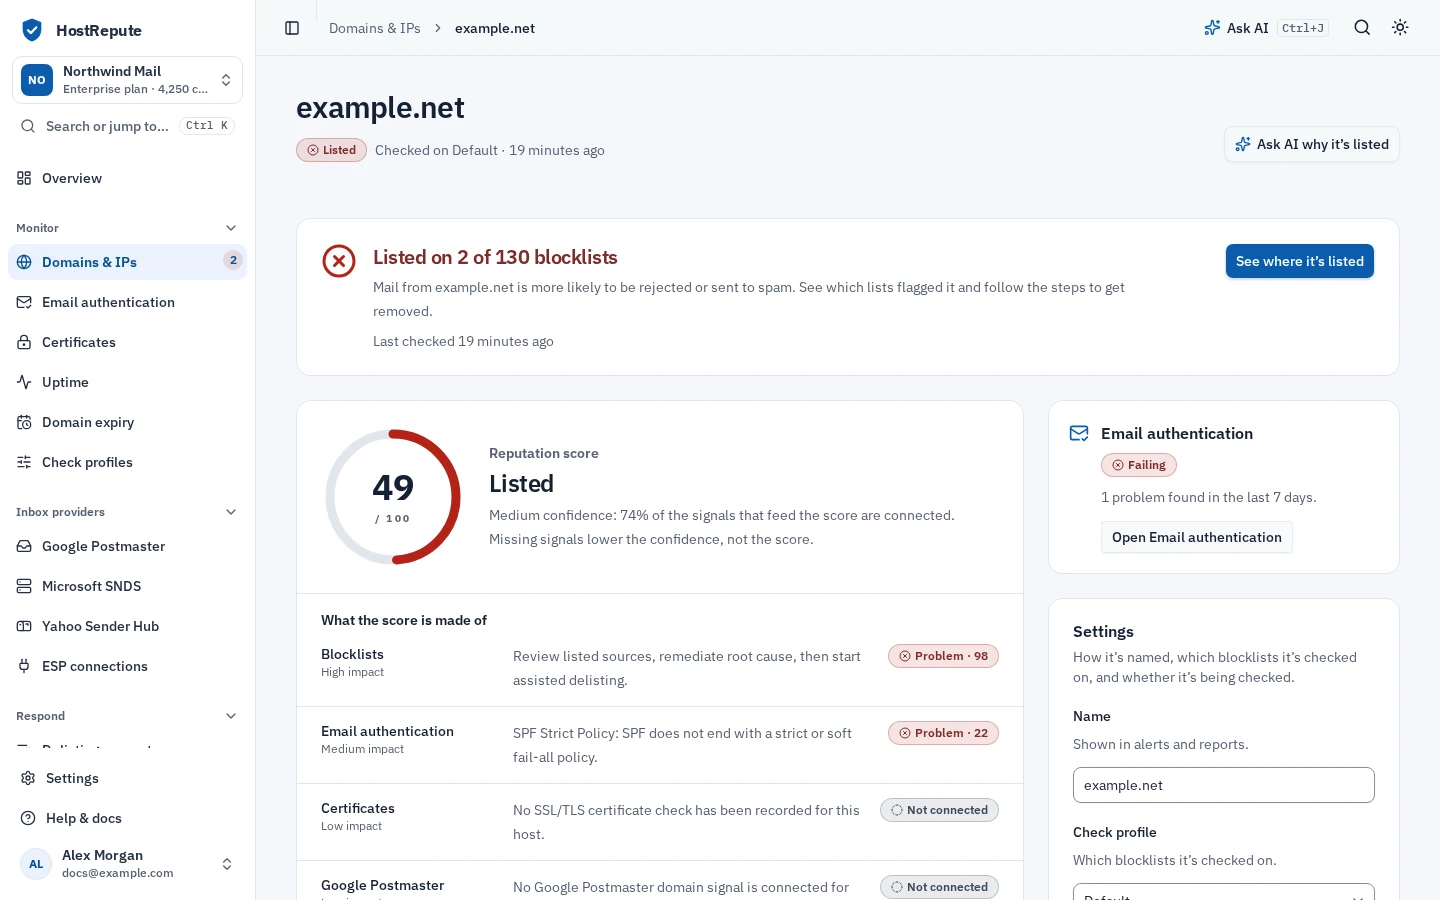 HostRepute
NO
Northwind Mail
Enterprise plan · 4,250 c...
Search or jump to...
Ctrl K
Overview
Monitor
Domains & IPs
2
Email authentication
Certificates
Uptime
Domain expiry
Check profiles
Inbox providers
Google Postmaster
Microsoft SNDS
Yahoo Sender Hub
ESP connections
Respond
Settings
Help & docs
AL
Alex Morgan
docs@example.com
Domains & IPs
example.net
Ask AI
Ctrl+J
example.net
Listed
Checked on Default · 19 minutes ago
Ask AI why it’s listed
Listed on 2 of 130 blocklists
Mail from example.net is more likely to be rejected or sent to spam. See which lists flagged it and follow the steps to get
removed.
Last checked 19 minutes ago
See where it’s listed
49
/ 100
Reputation score
Listed
Medium confidence: 74% of the signals that feed the score are connected.
Missing signals lower the confidence, not the score.
What the score is made of
Blocklists
High impact
Review listed sources, remediate root cause, then start
assisted delisting.
Problem · 98
Email authentication
Medium impact
SPF Strict Policy: SPF does not end with a strict or soft
fail-all policy.
Problem · 22
Certificates
Low impact
No SSL/TLS certificate check has been recorded for this
host.
Not connected
Google Postmaster
No Google Postmaster domain signal is connected for
Not connected
Email authentication
Failing
1 problem found in the last 7 days.
Open Email authentication
Settings
How it’s named, which blocklists it’s checked
on, and whether it’s being checked.
Name
Shown in alerts and reports.
example.net
Check profile
Which blocklists it’s checked on.
Default